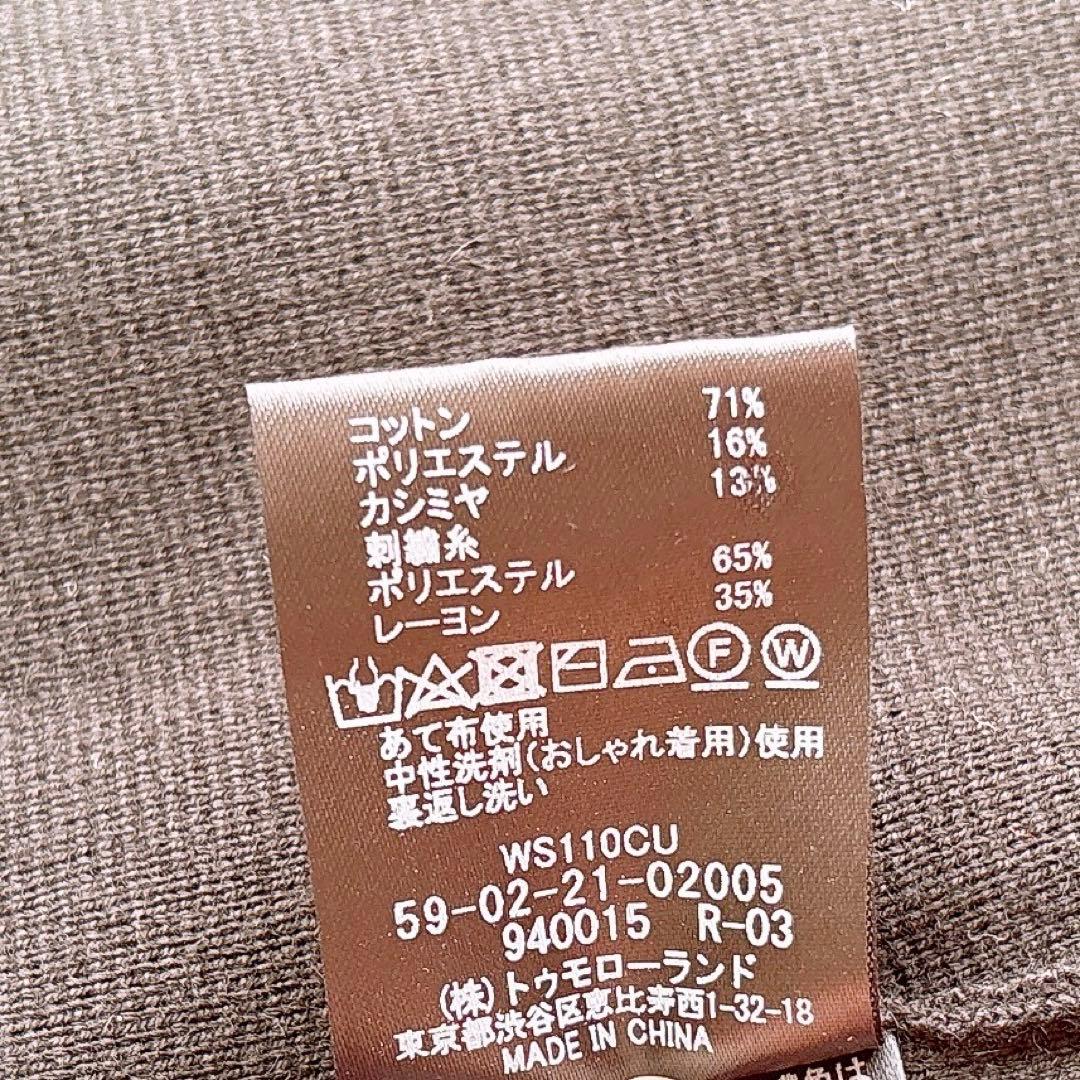 コットン 71%
ポリエステル 16%
カシミヤ 13%
刺繍糸
ポリエステル 65%
レーヨン 35%
F W
あて布使用
中性洗剤(おしゃれ着用)使用
裏返し洗い
WS110CU
59-02-21-02005
940015 R-03
(株)トゥモローランド
東京都渋谷区恵比寿西1-32-18
MADE IN CHINA